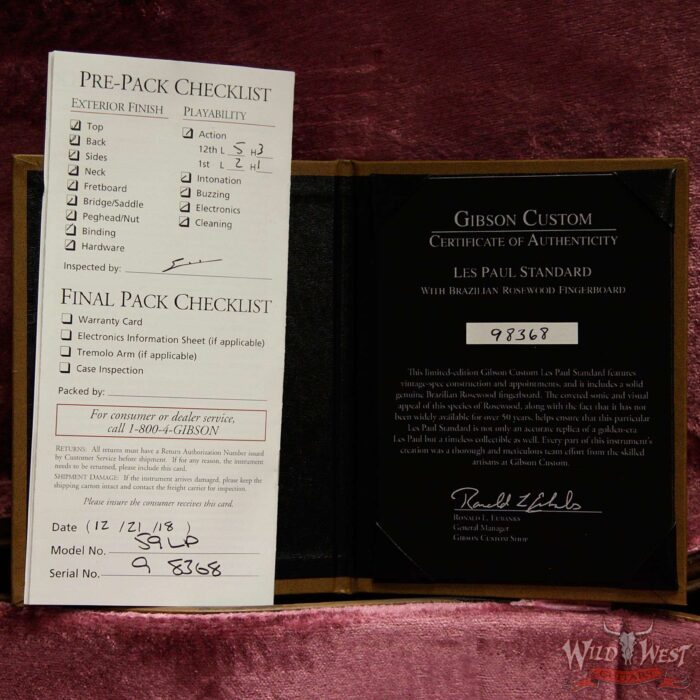 PRE-PACK CHECKLIST
EXTERIOR FINISH
Top
Back
Sides
Neck
Fretboard
Bridge/Saddle
Peghead/Nut
Binding
Hardware
PLAYABILITY
Action
12th L 5 H 3
1st L 2 H 1
Intonation
Buzzing
Electronics
Cleaning
Inspected by:
FINAL PACK CHECKLIST
Warranty Card
Electronics Information Sheet (if applicable)
Tremolo Arm (if applicable)
Case Inspection
Packed by:
For consumer or dealer service,
call 1-800-4-GIBSON
RETURNS: All returns must have a Return Authorization Number issued
by Customer Service before shipment. If for any reason, the instrument
needs to be returned, please include this card.
SHIPMENT DAMAGE: If the instrument arrives damaged, please keep the
shipping carton intact and contact the freight carrier for inspection.
Please insure the consumer receives this card.
Date (12 /21 /18 )
Model No. 59 LP
Serial No. 9 8368
GIBSON CUSTOM
CERTIFICATE OF AUTHENTICITY
LES PAUL STANDARD
WITH BRAZILIAN ROSEWOOD FINGERBOARD
98368
This limited-edition Gibson Custom Les Paul Standard features
vintage-spec construction and appointments, and it includes a solid
genuine Brazilian Rosewood fingerboard. The coveted sonic and visual
appeal of this species of Rosewood, along with the fact that it has not
been widely available for over 50 years, helps ensure that this particular
Les Paul Standard is not only an accurate replica of a golden-era
Les Paul but a timeless collectible as well. Every part of this instrument's
creation was a thorough and meticulous team effort from the skilled
artisans at Gibson Custom.
RONALD L. EUBANKS
General Manager
GIBSON CUSTOM SHOP
WILD WEST
GUITARS